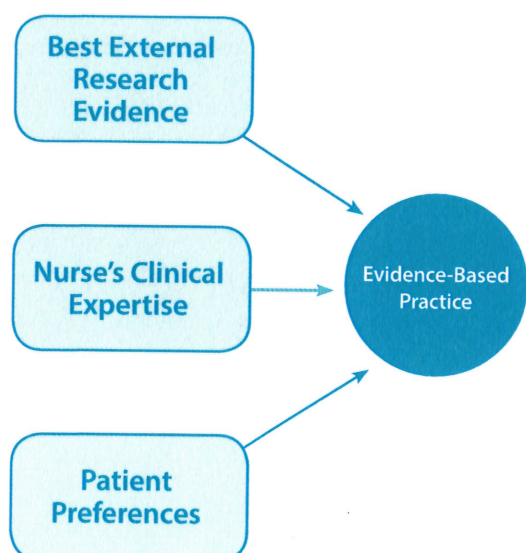 Best External
Research
Evidence
Nurse's Clinical
Expertise
Patient
Preferences
Evidence-Based
Practice